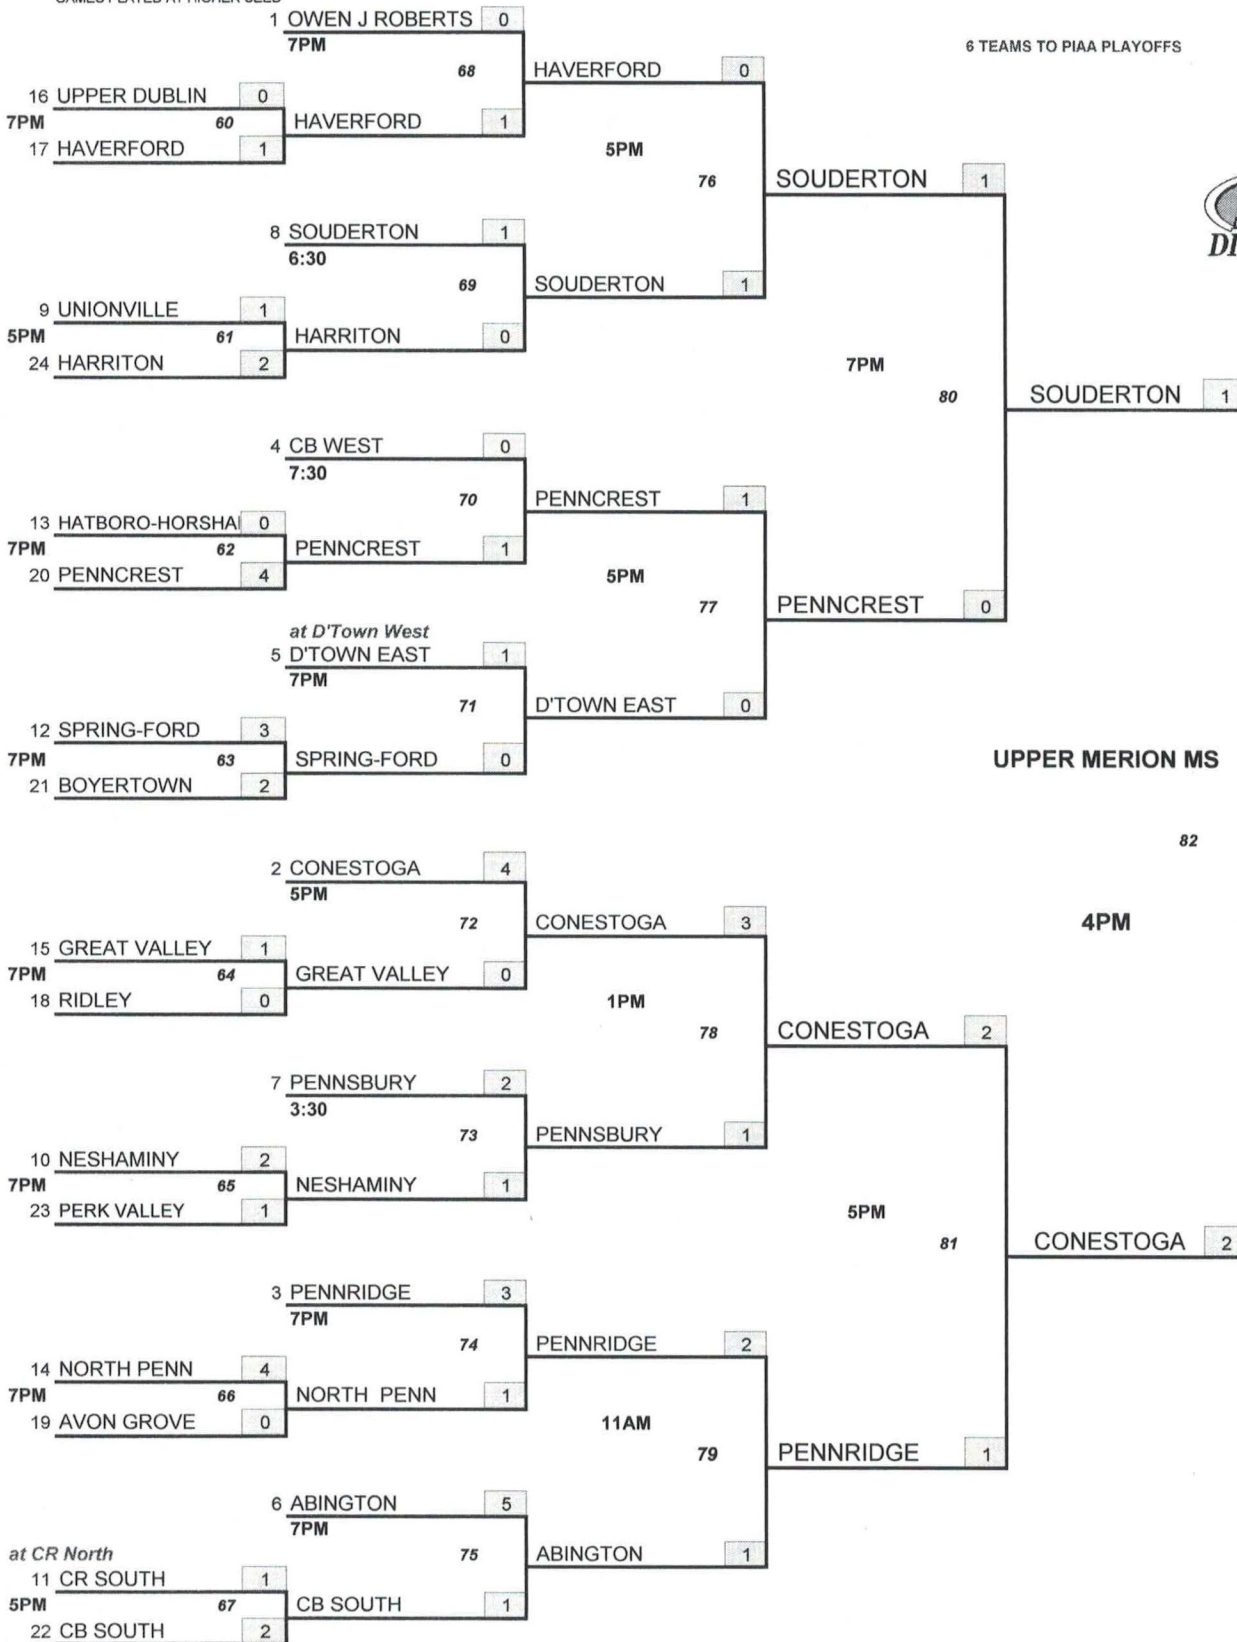 GAMES PLAYED AT HIGHER SEED
1 OWEN J ROBERTS 0
7PM
6 TEAMS TO PIAA PLAYOFFS
68
HAVERFORD 0
16 UPPER DUBLIN 0
7PM
60
HAVERFORD 1
17 HAVERFORD 1
5PM
76
SOUDERTON 1
8 SOUDERTON 1
6:30
69
SOUDERTON 1
9 UNIONVILLE 1
5PM
61
HARRITON 0
24 HARRITON 2
7PM
80
SOUDERTON 1
4 CB WEST 0
7:30
70
PENNCREST 1
13 HATBORO-HORSHA 0
7PM
62
PENNCREST 1
20 PENNCREST 4
5PM
77
PENNCREST 0
at D'Town West
5 D'TOWN EAST 1
7PM
71
D'TOWN EAST 0
12 SPRING-FORD 3
7PM
63
SPRING-FORD 0
21 BOYERTOWN 2
UPPER MERION MS
82
4PM
2 CONESTOGA 4
5PM
72
CONESTOGA 3
15 GREAT VALLEY 1
7PM
64
GREAT VALLEY 0
18 RIDLEY 0
1PM
78
CONESTOGA 2
7 PENNSBURY 2
3:30
73
PENNSBURY 1
10 NESHAMINY 2
7PM
65
NESHAMINY 1
23 PERK VALLEY 1
5PM
81
CONESTOGA 2
3 PENNRIDGE 3
7PM
74
PENNRIDGE 2
14 NORTH PENN 4
7PM
66
NORTH PENN 1
19 AVON GROVE 0
11AM
79
PENNRIDGE 1
6 ABINGTON 5
7PM
75
ABINGTON 1
at CR North
11 CR SOUTH 1
5PM
67
CB SOUTH 1
22 CB SOUTH 2